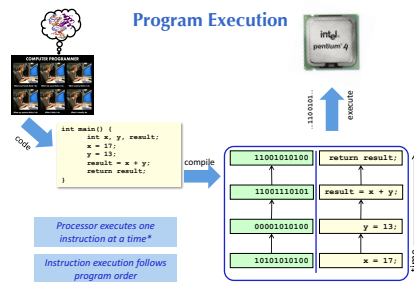 Program Execution
COMPUTER PROGRAMMER
intel
pentium 4
code
int main() {
int x, y, result;
x = 17;
y = 13;
result = x + y;
return result;
}
compile
..1100101..
execute
11001010100
return result;
11001110101
result = x + y;
00001010100
y = 13;
10101010100
x = 17;
time
Processor executes one
instruction at a time*
Instruction execution follows
program order